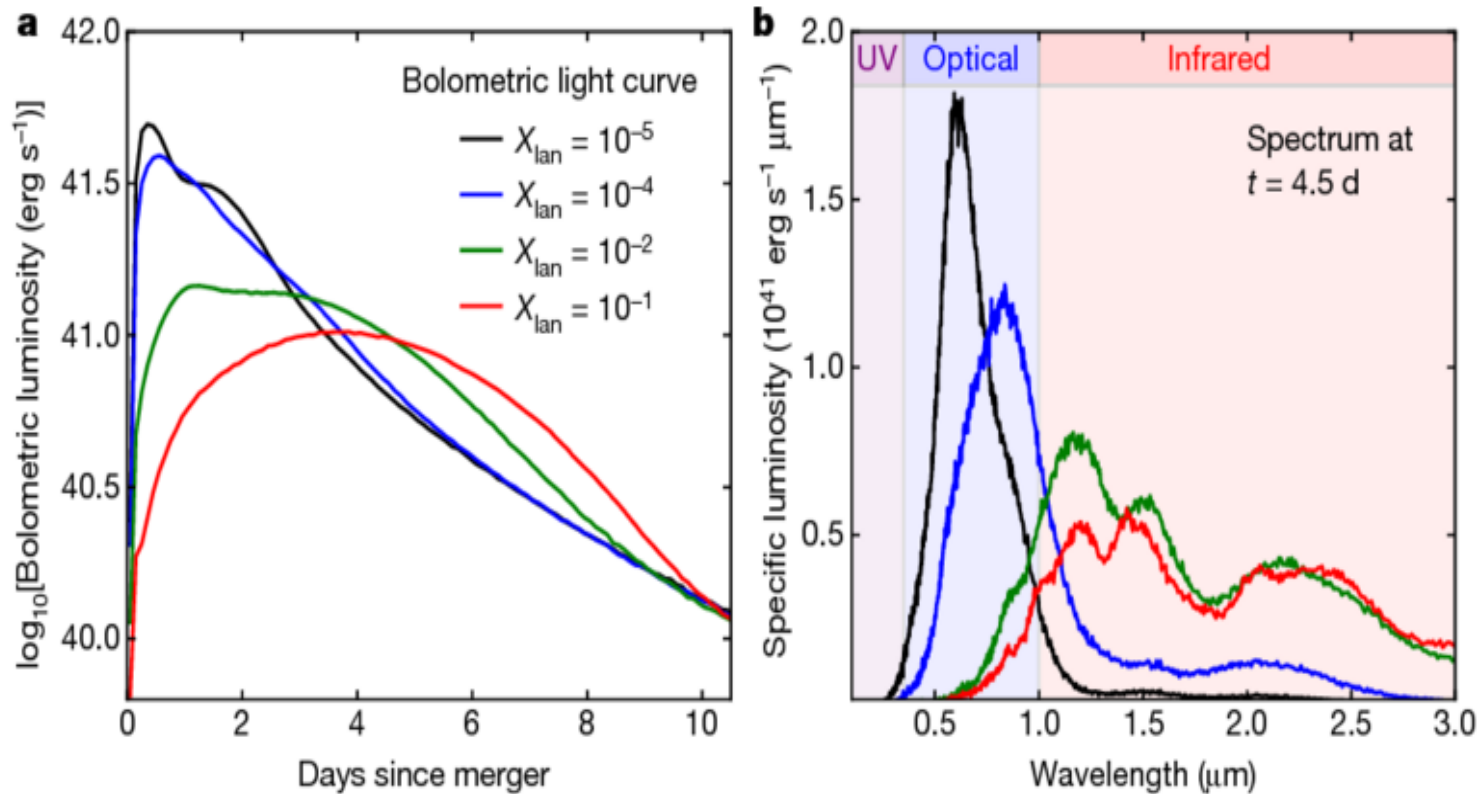 a
42.0
41.5
41.0
40.5
40.0
log₁₀[Bolometric luminosity (erg s⁻¹)]
Bolometric light curve
Xlan = 10⁻⁵
Xlan = 10⁻⁴
Xlan = 10⁻²
Xlan = 10⁻¹
0 2 4 6 8 10
Days since merger
b
2.0
1.5
1.0
0.5
Specific luminosity (10⁴¹ erg s⁻¹ μm⁻¹)
UV Optical Infrared
Spectrum at
t = 4.5 d
0.5 1.0 1.5 2.0 2.5 3.0
Wavelength (μm)